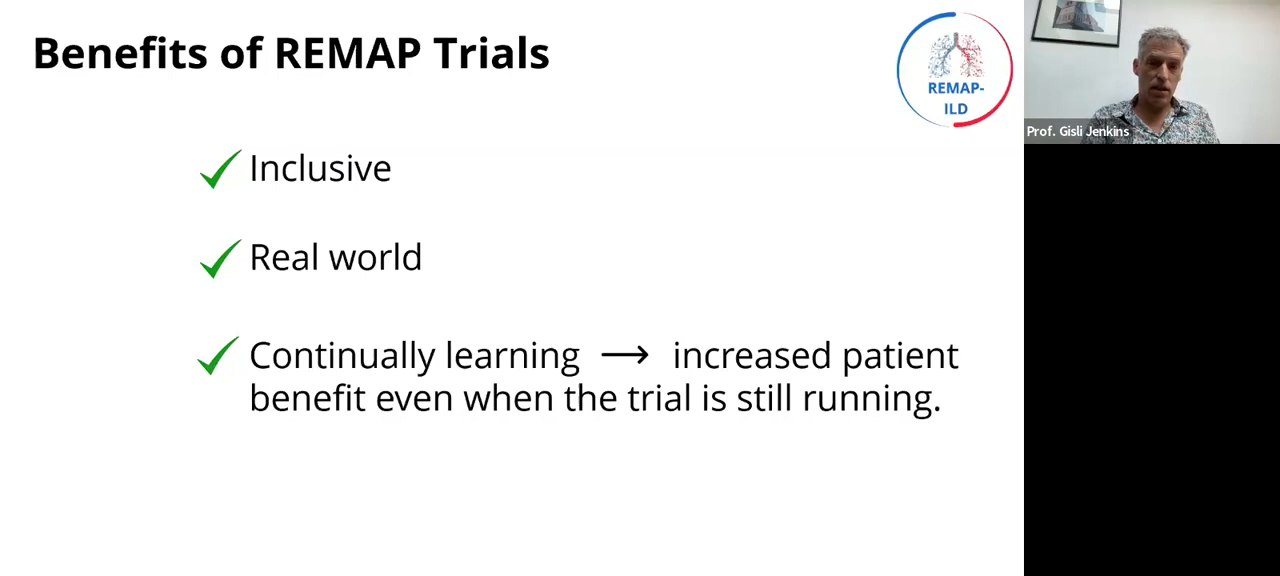 Benefits of REMAP Trials
REMAP-
ILD
Prof. Gisli Jenkins
Inclusive
Real world
Continually learning → increased patient
benefit even when the trial is still running.